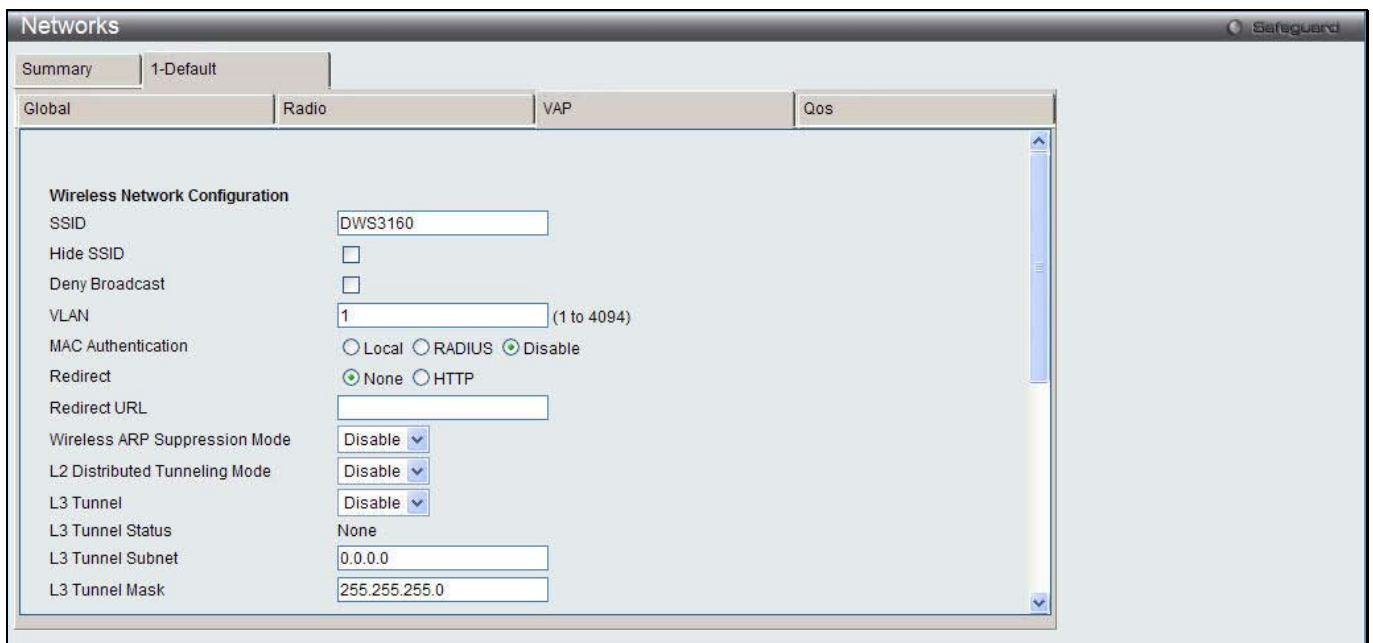 Networks
Safeguard
Summary 1-Default
Global Radio VAP Qos
Wireless Network Configuration
SSID DWS3160
Hide SSID
Deny Broadcast
VLAN 1 (1 to 4094)
MAC Authentication Local RADIUS Disable
Redirect None HTTP
Redirect URL
Wireless ARP Suppression Mode Disable
L2 Distributed Tunneling Mode Disable
L3 Tunnel Disable
L3 Tunnel Status None
L3 Tunnel Subnet 0.0.0.0
L3 Tunnel Mask 255.255.255.0